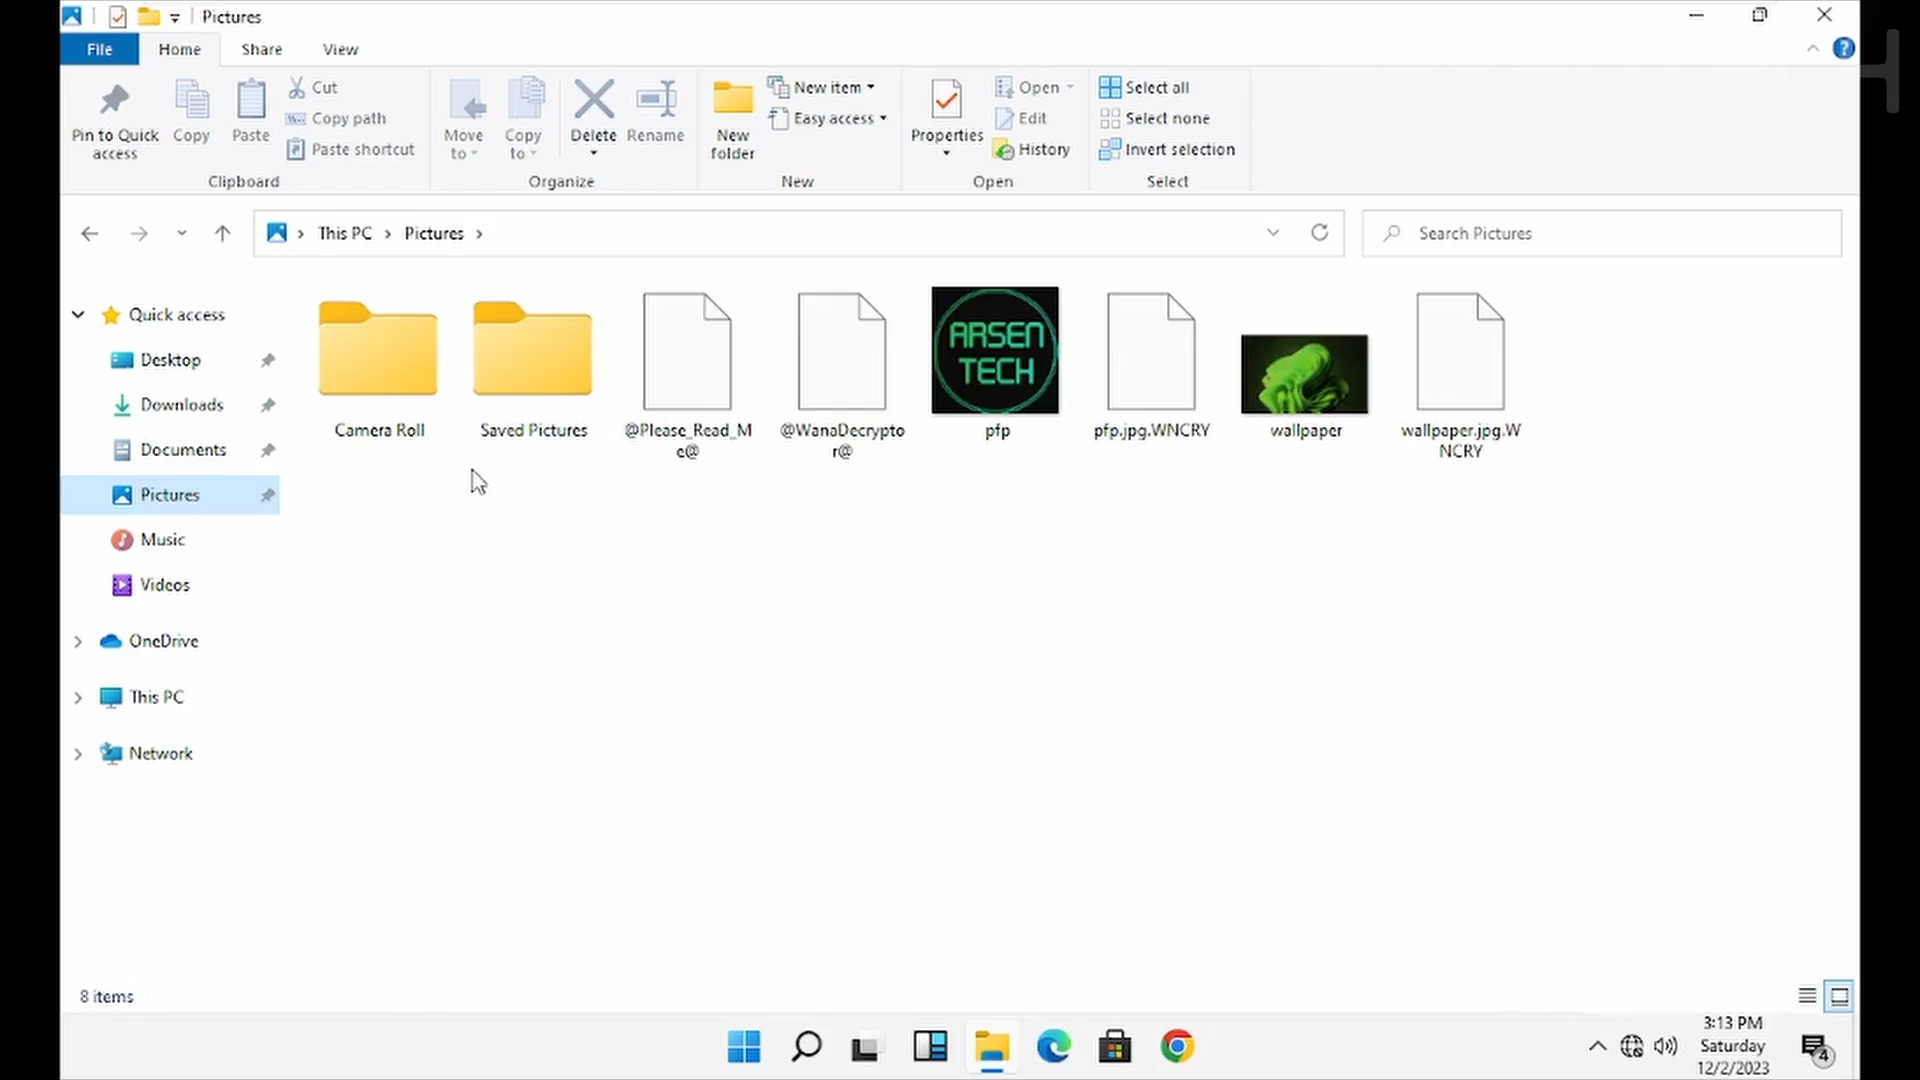 Pictures
File
Home
Share
View
Pin to Quick
access
Copy
Paste
Cut
Copy path
Paste shortcut
Clipboard
Move
to
Copy
to
Delete
Rename
Organize
New
folder
New item
Easy access
New
Properties
Open
Edit
History
Open
Select all
Select none
Invert selection
Select
This PC
Pictures
Search Pictures
Quick access
Desktop
Downloads
Documents
Pictures
Music
Videos
OneDrive
This PC
Network
Camera Roll
Saved Pictures
@Please_Read_M
e@
@WanaDecrypto
r@
ARSEN
TECH
pfp
pfp.jpg.WNCRY
wallpaper
wallpaper.jpg.W
NCRY
8 items
3:13 PM
Saturday
12/2/2023
4